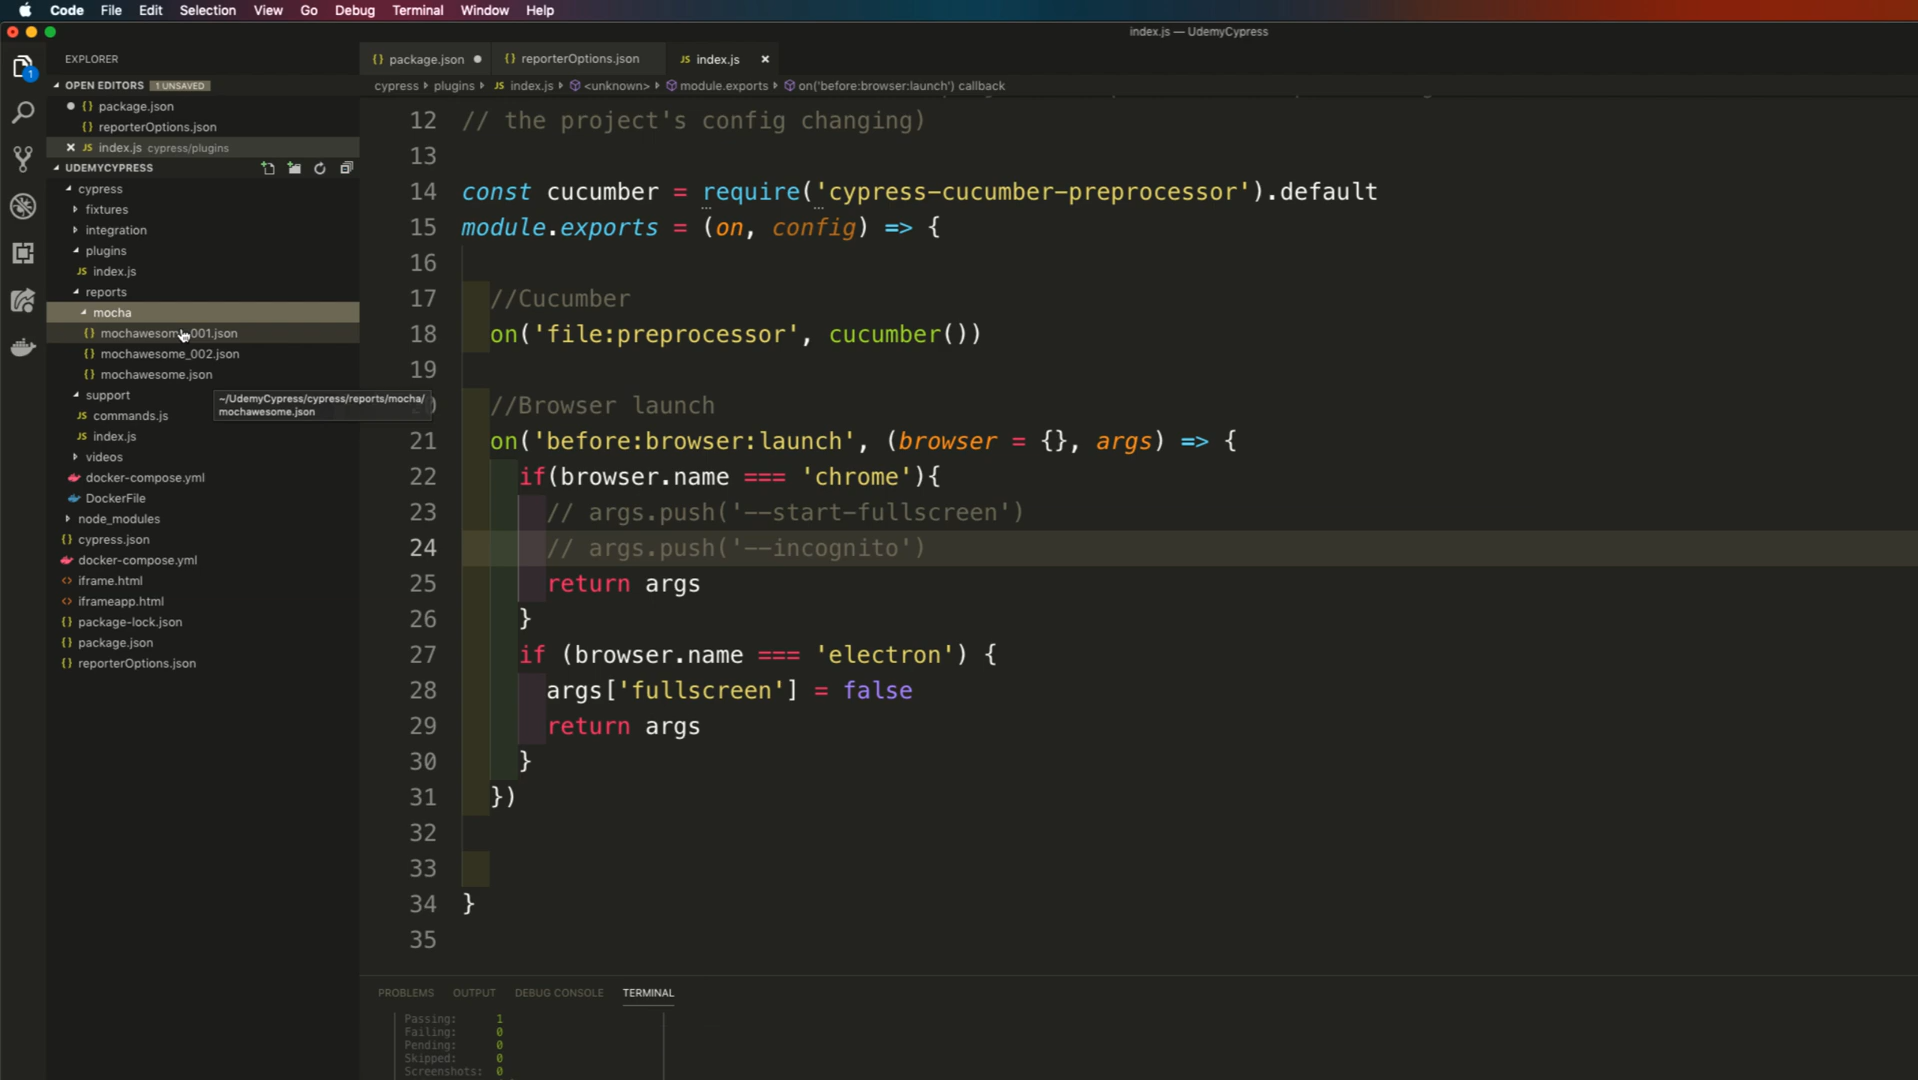 Code File Edit Selection View Go Debug Terminal Window Help
index.js — UdemyCypress
EXPLORER
OPEN EDITORS 1 UNSAVED
{} package.json
{} reporterOptions.json
JS index.js cypress/plugins
UDEMYCYPRESS
cypress
fixtures
integration
plugins
JS index.js
reports
mocha
{} mochawesome_001.json
{} mochawesome_002.json
{} mochawesome.json
support
JS commands.js
JS index.js
videos
docker-compose.yml
DockerFile
node_modules
{} cypress.json
docker-compose.yml
<> iframe.html
<> iframeapp.html
{} package-lock.json
{} package.json
{} reporterOptions.json
~/UdemyCypress/cypress/reports/mocha/
mochawesome.json
1
{} package.json {} reporterOptions.json JS index.js
cypress plugins JS index.js <unknown> module.exports on('before:browser:launch') callback
12 // the project's config changing)
13
14 const cucumber = require('cypress-cucumber-preprocessor').default
15 module.exports = (on, config) => {
16
17 //Cucumber
18 on('file:preprocessor', cucumber())
19
//Browser launch
21 on('before:browser:launch', (browser = {}, args) => {
22 if(browser.name === 'chrome'){
23 // args.push('--start-fullscreen')
24 // args.push('--incognito')
25 return args
26 }
27 if (browser.name === 'electron') {
28 args['fullscreen'] = false
29 return args
30 }
31 })
32
33
34 }
35
PROBLEMS OUTPUT DEBUG CONSOLE TERMINAL
Passing: 1
Failing: 0
Pending: 0
Skipped: 0
Screenshots: 0